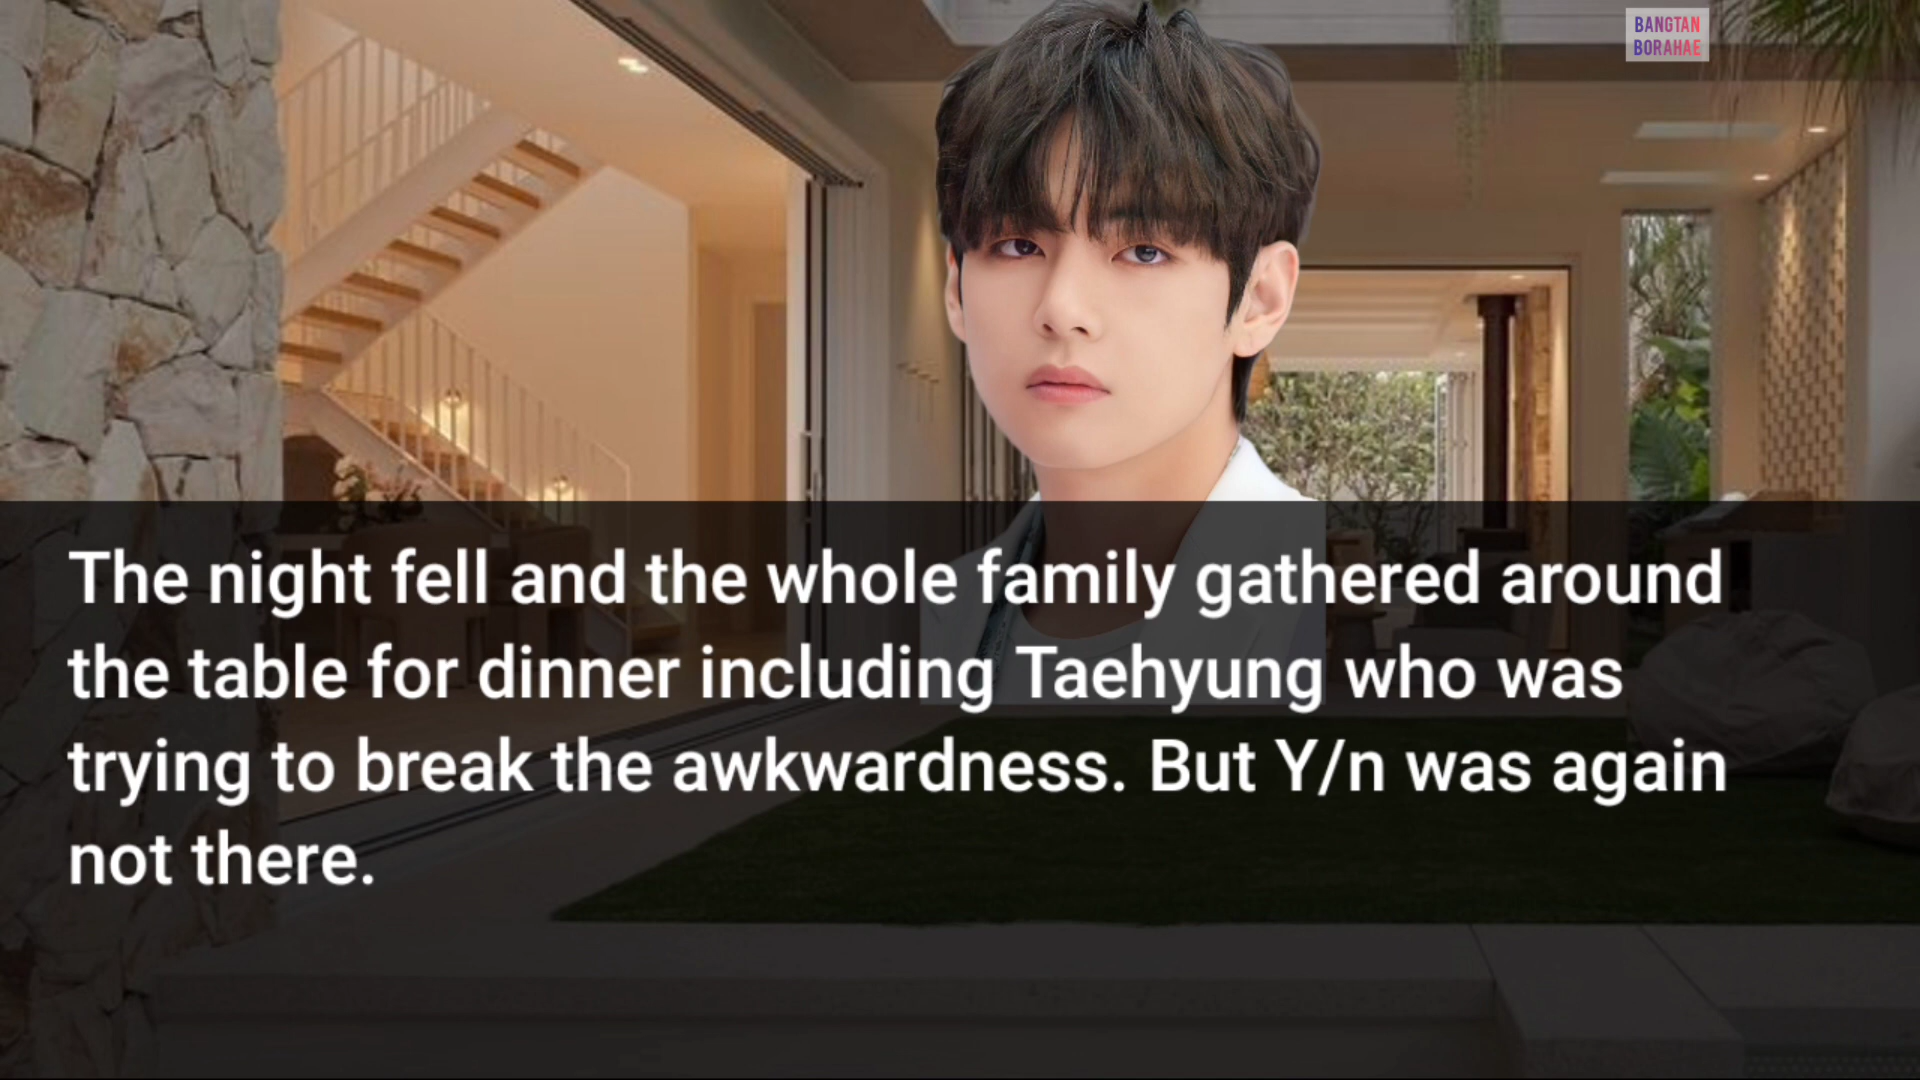 BANGTAN
BORAHAE
The night fell and the whole family gathered around
the table for dinner including Taehyung who was
trying to break the awkwardness. But Y/n was again
not there.